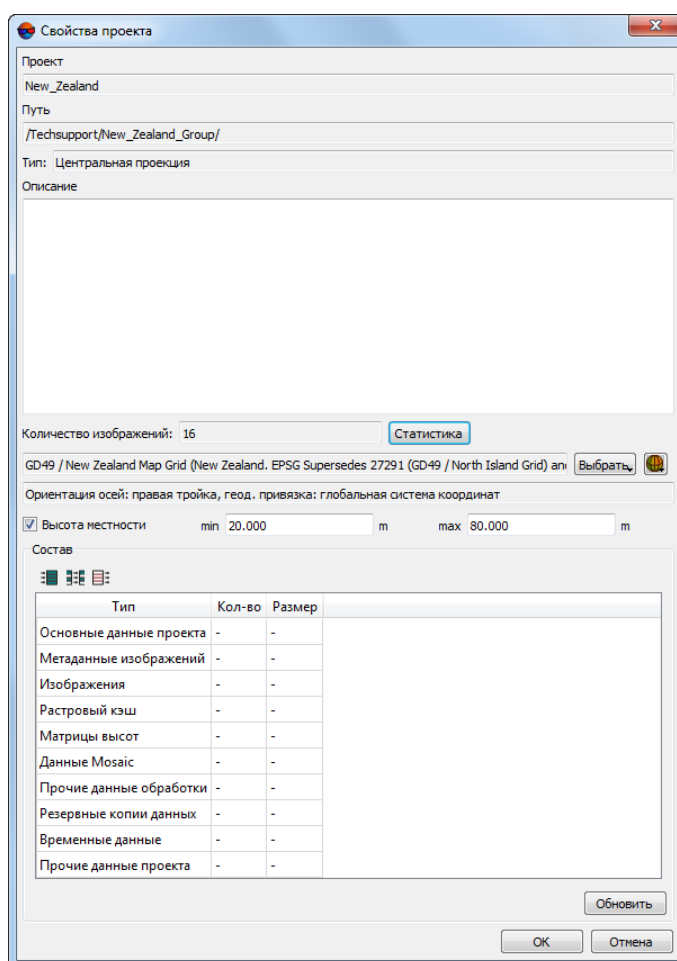 Свойства проекта
Проект
New_Zealand
Путь
/Techsupport/New_Zealand_Group/
Тип: Центральная проекция
Описание
Количество изображений: 16 Статистика
GD49 / New Zealand Map Grid (New Zealand. EPSG Supersedes 27291 (GD49 / North Island Grid) an Выбрать
Ориентация осей: правая тройка, геод. привязка: глобальная система координат
Высота местности min 20.000 m max 80.000 m
Состав
Тип Кол-во Размер
Основные данные проекта - -
Метаданные изображений - -
Изображения - -
Растровый кэш - -
Матрицы высот - -
Данные Mosaic - -
Прочие данные обработки - -
Резервные копии данных - -
Временные данные - -
Прочие данные проекта - -
Обновить
OK Отмена